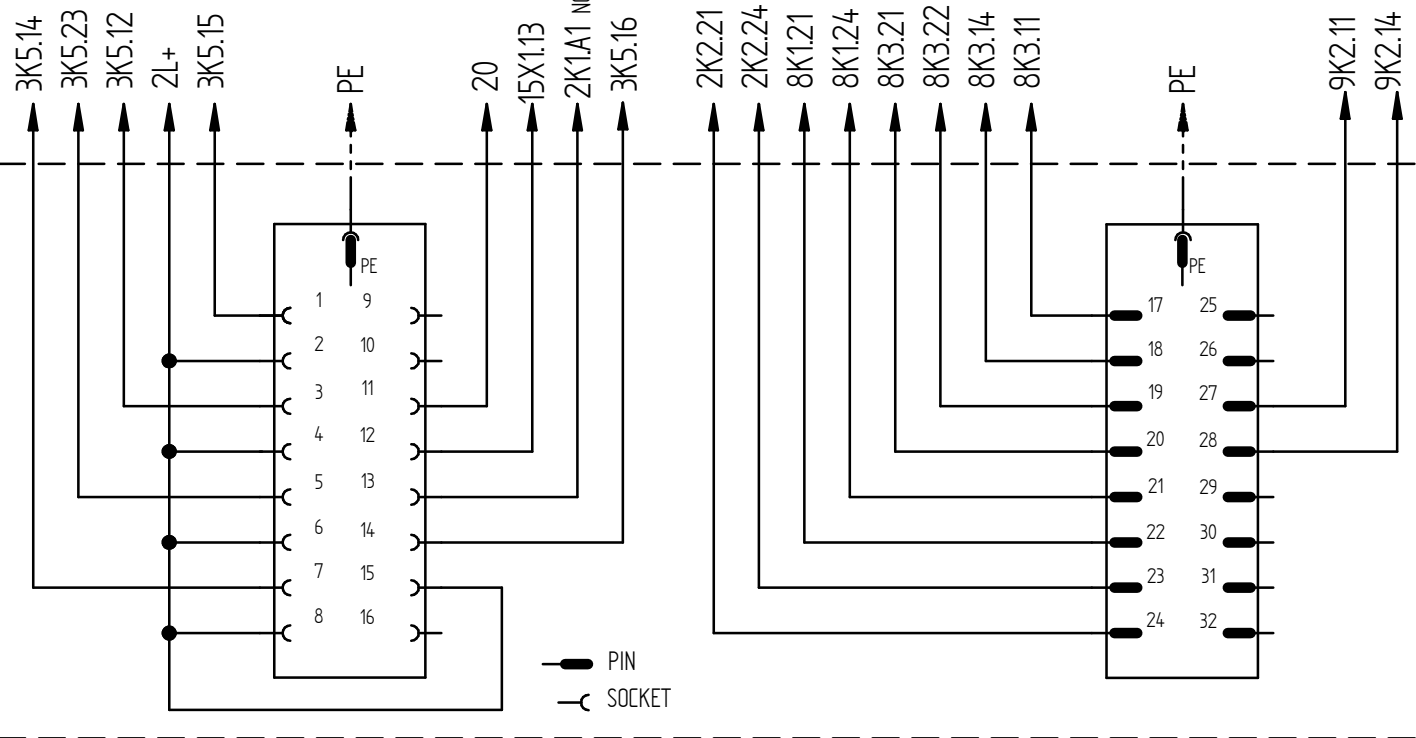 3K5.14
3K5.23
3K5.12
2L+
3K5.15
PE
20
15X1.13
2K1.A1
3K5.16
2K2.21
2K2.24
8K1.21
8K1.24
8K3.21
8K3.22
8K3.14
8K3.11
PE
9K2.11
9K2.14
PE
1 9
2 10
3 11
4 12
5 13
6 14
7 15
8 16
PE
17 25
18 26
19 27
20 28
21 29
22 30
23 31
24 32
PIN
SOCKET